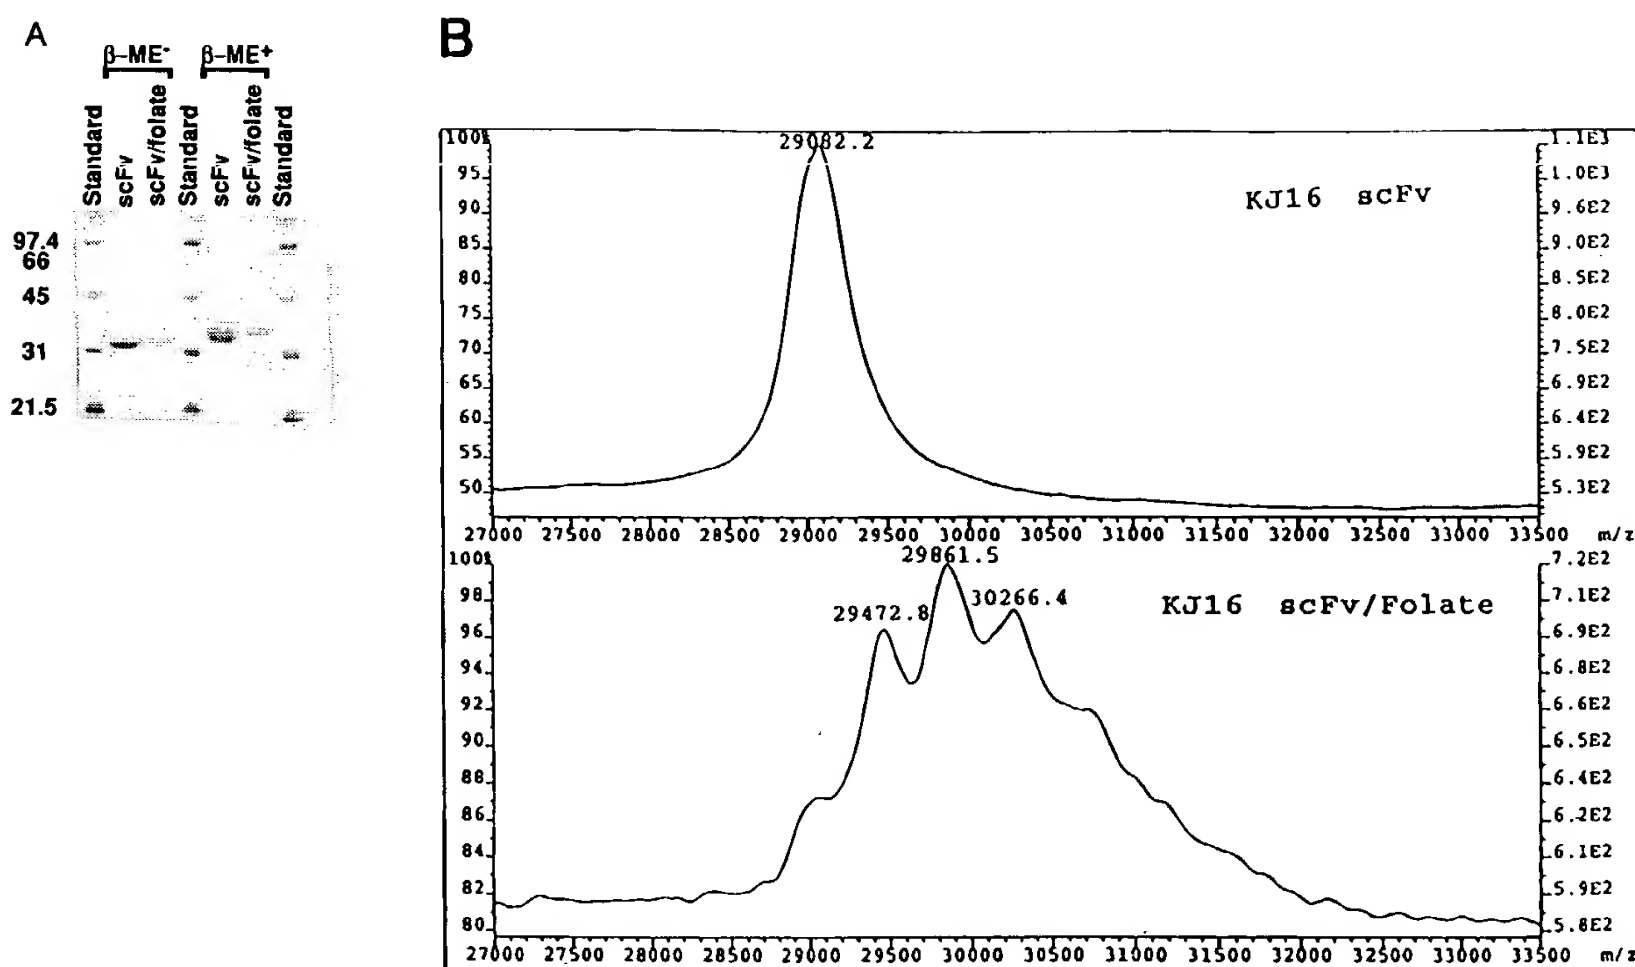 A
β-ME- β-ME+
Standard
scFv
scFv/folate
Standard
scFv
scFv/folate
Standard
97.4
66
45
31
21.5
B
29082.2
KJ16 scFv
100%
95
90
85
80
75
70
65
60
55
50
1.1E3
1.0E3
9.6E2
9.0E2
8.5E2
8.0E2
7.5E2
6.9E2
6.4E2
5.9E2
5.3E2
27000 27500 28000 28500 29000 29500 30000 30500 31000 31500 32000 32500 33000 33500 m/z
29861.5
29472.8
30266.4
KJ16 scFv/Folate
100%
98
96
94
92
90
88
86
84
82
80
7.2E2
7.1E2
6.9E2
6.8E2
6.6E2
6.5E2
6.4E2
6.2E2
6.1E2
5.9E2
5.8E2
27000 27500 28000 28500 29000 29500 30000 30500 31000 31500 32000 32500 33000 33500 m/z